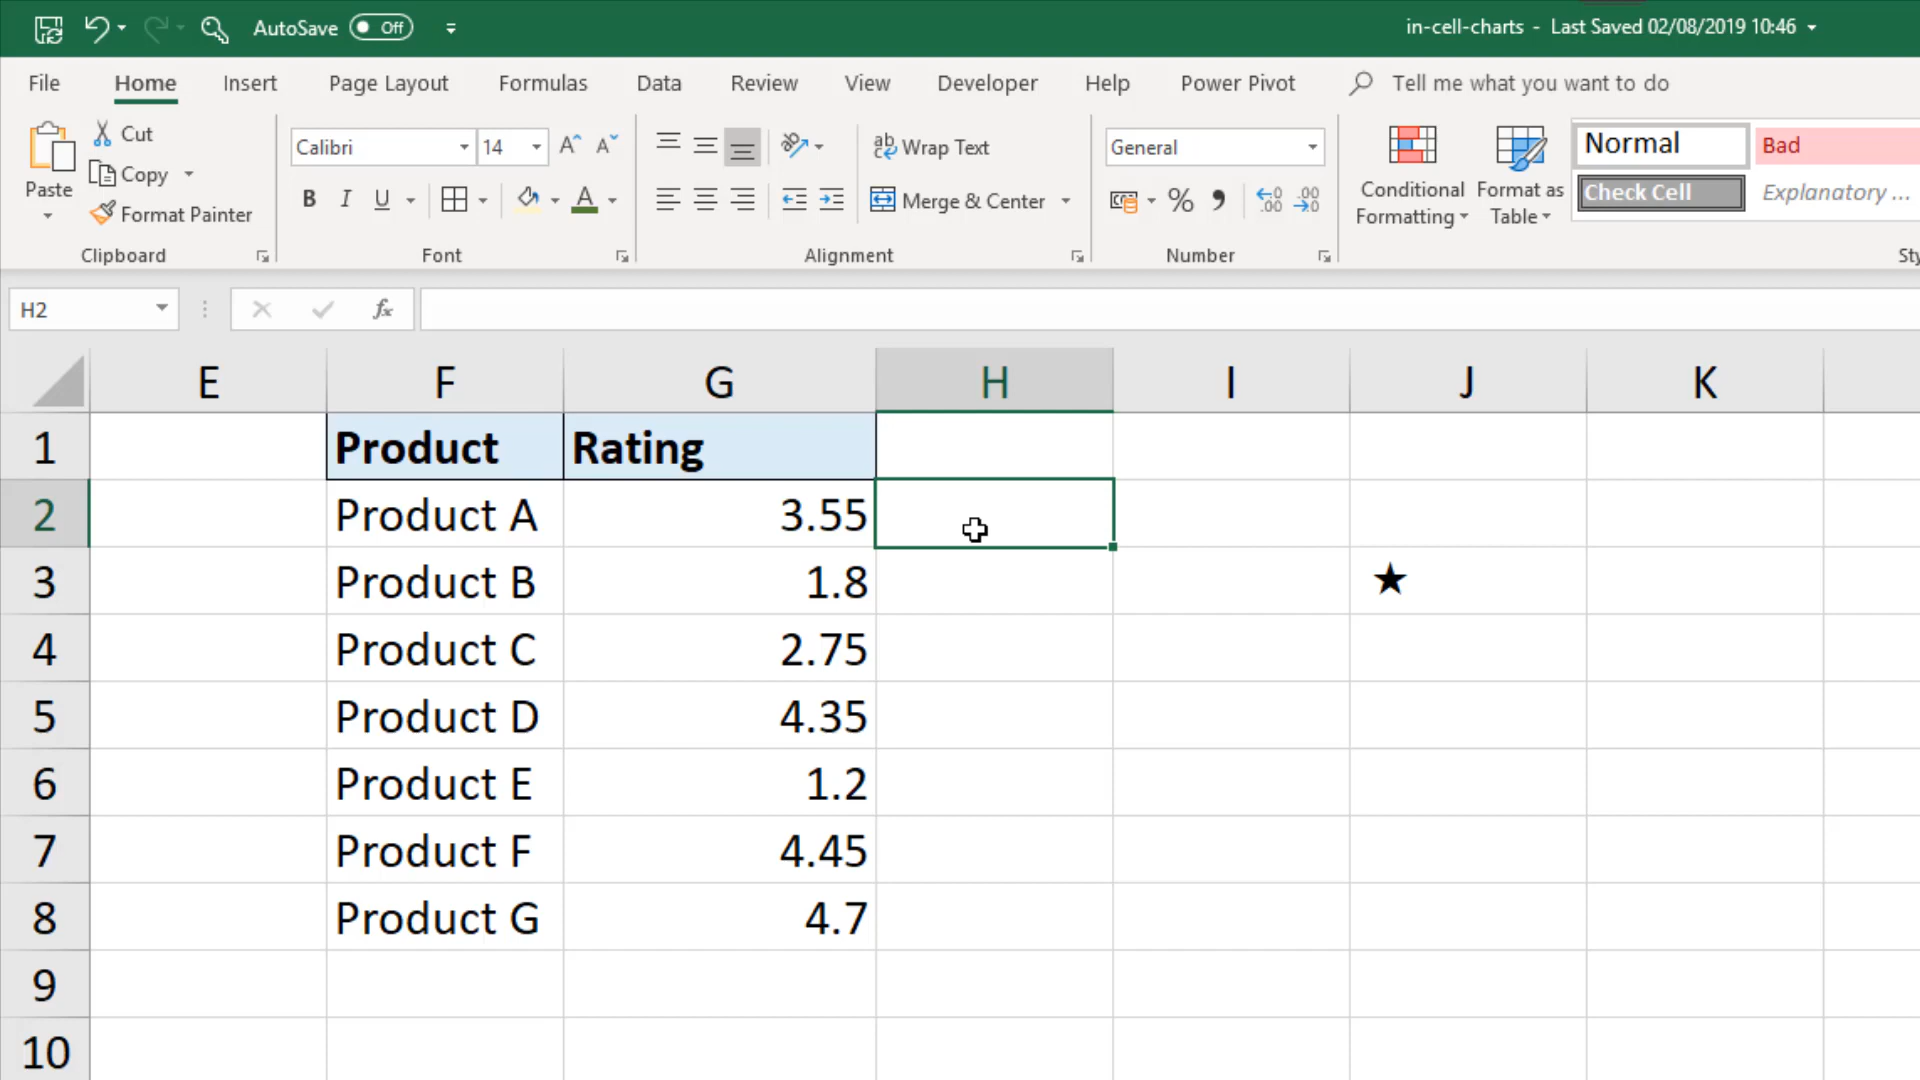 AutoSave Off in-cell-charts - Last Saved 02/08/2019 10:46
File Home Insert Page Layout Formulas Data Review View Developer Help Power Pivot Tell me what you want to do
Paste
Cut
Copy
Format Painter
Clipboard
Calibri 14
B I U A
Font
Wrap Text
Merge & Center
Alignment
General
% 9
Number
Conditional Formatting
Format as Table
Normal Bad
Check Cell Explanatory ...
Sty
H2 fx
E F G H I J K
1 Product Rating
2 Product A 3.55
3 Product B 1.8 ★
4 Product C 2.75
5 Product D 4.35
6 Product E 1.2
7 Product F 4.45
8 Product G 4.7
9
10